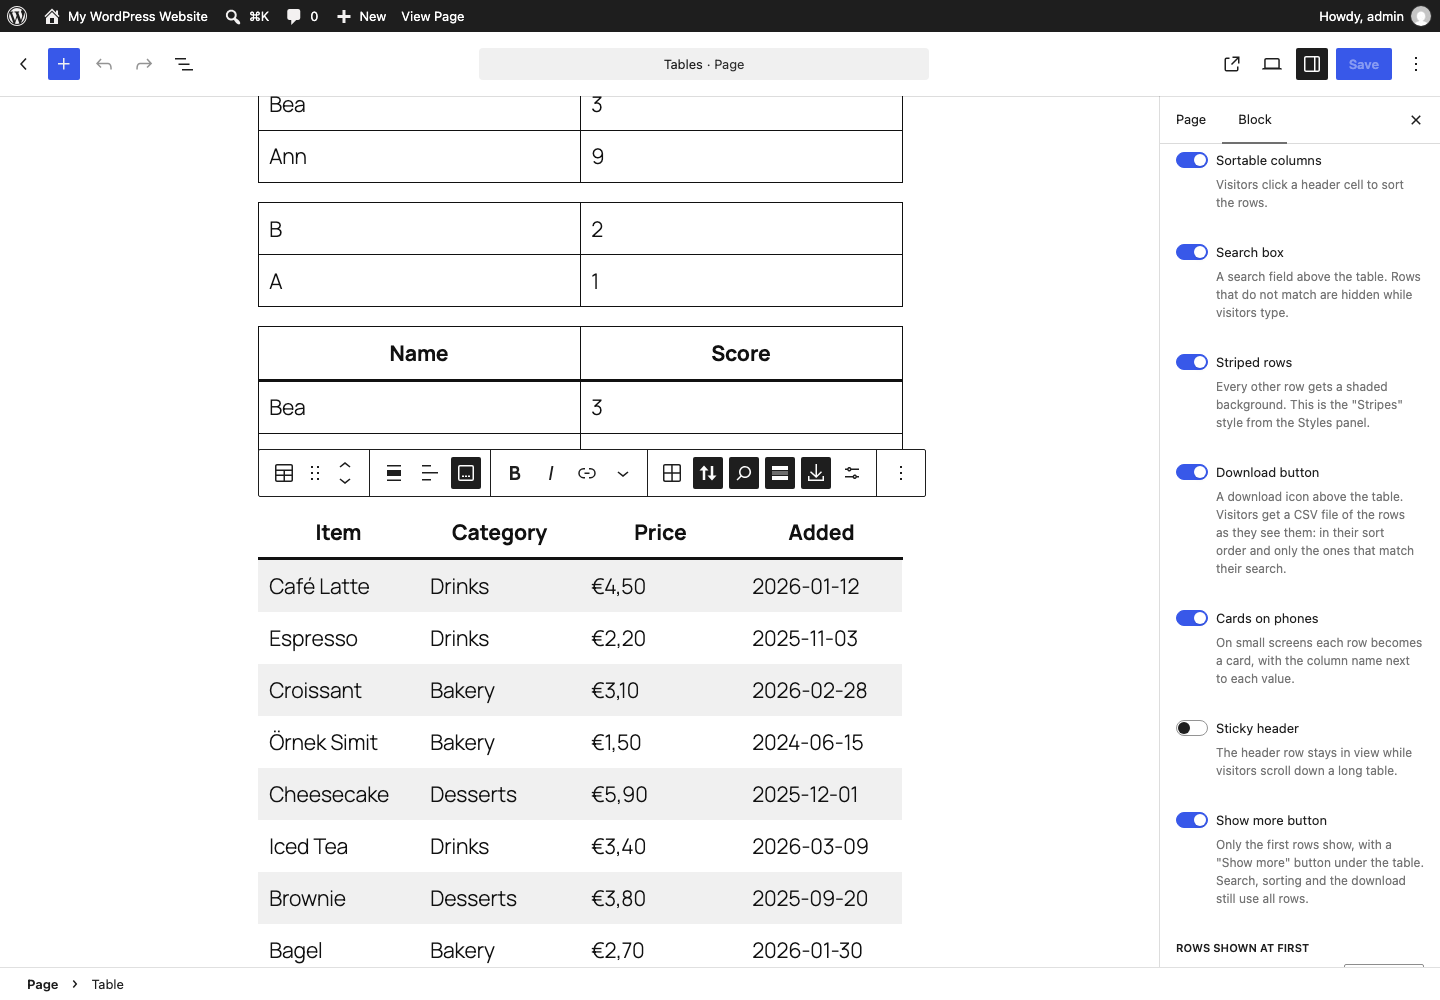 My WordPress Website ⌘K 0 New View Page Howdy, admin
Tables · Page
Save
Bea 3
Ann 9
B 2
A 1
Name Score
Bea 3
B I
Item Category Price Added
Café Latte Drinks €4,50 2026-01-12
Espresso Drinks €2,20 2025-11-03
Croissant Bakery €3,10 2026-02-28
Örnek Simit Bakery €1,50 2024-06-15
Cheesecake Desserts €5,90 2025-12-01
Iced Tea Drinks €3,40 2026-03-09
Brownie Desserts €3,80 2025-09-20
Bagel Bakery €2,70 2026-01-30
Page Block
Sortable columns
Visitors click a header cell to sort
the rows.
Search box
A search field above the table. Rows
that do not match are hidden while
visitors type.
Striped rows
Every other row gets a shaded
background. This is the "Stripes"
style from the Styles panel.
Download button
A download icon above the table.
Visitors get a CSV file of the rows
as they see them: in their sort
order and only the ones that match
their search.
Cards on phones
On small screens each row becomes
a card, with the column name next
to each value.
Sticky header
The header row stays in view while
visitors scroll down a long table.
Show more button
Only the first rows show, with a
"Show more" button under the table.
Search, sorting and the download
still use all rows.
ROWS SHOWN AT FIRST
Page › Table